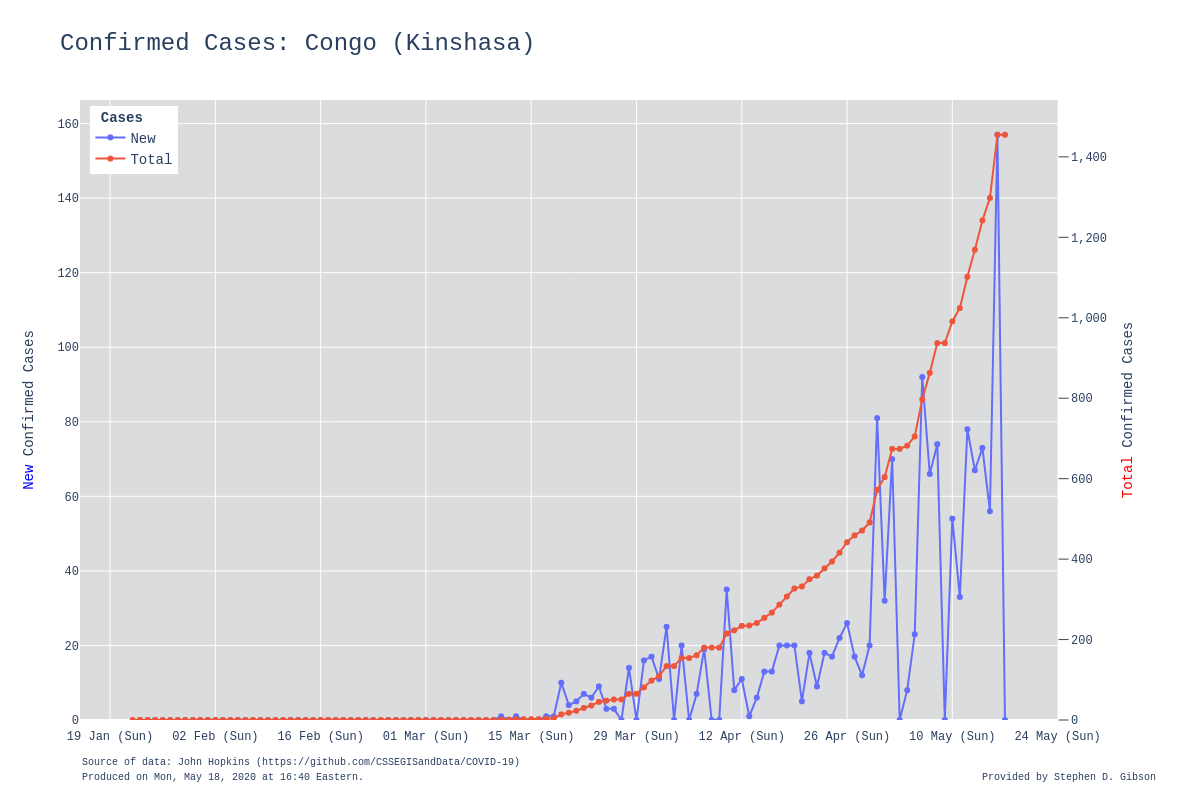 Confirmed Cases: Congo (Kinshasa)
Cases
New
Total
160
140
120
100
80
60
40
20
0
New Confirmed Cases
1,400
1,200
1,000
800
600
400
200
0
Total Confirmed Cases
19 Jan (Sun)
02 Feb (Sun)
16 Feb (Sun)
01 Mar (Sun)
15 Mar (Sun)
29 Mar (Sun)
12 Apr (Sun)
26 Apr (Sun)
10 May (Sun)
24 May (Sun)
Source of data: John Hopkins (https://github.com/CSSEGISandData/COVID-19)
Produced on Mon, May 18, 2020 at 16:40 Eastern.
Provided by Stephen D. Gibson